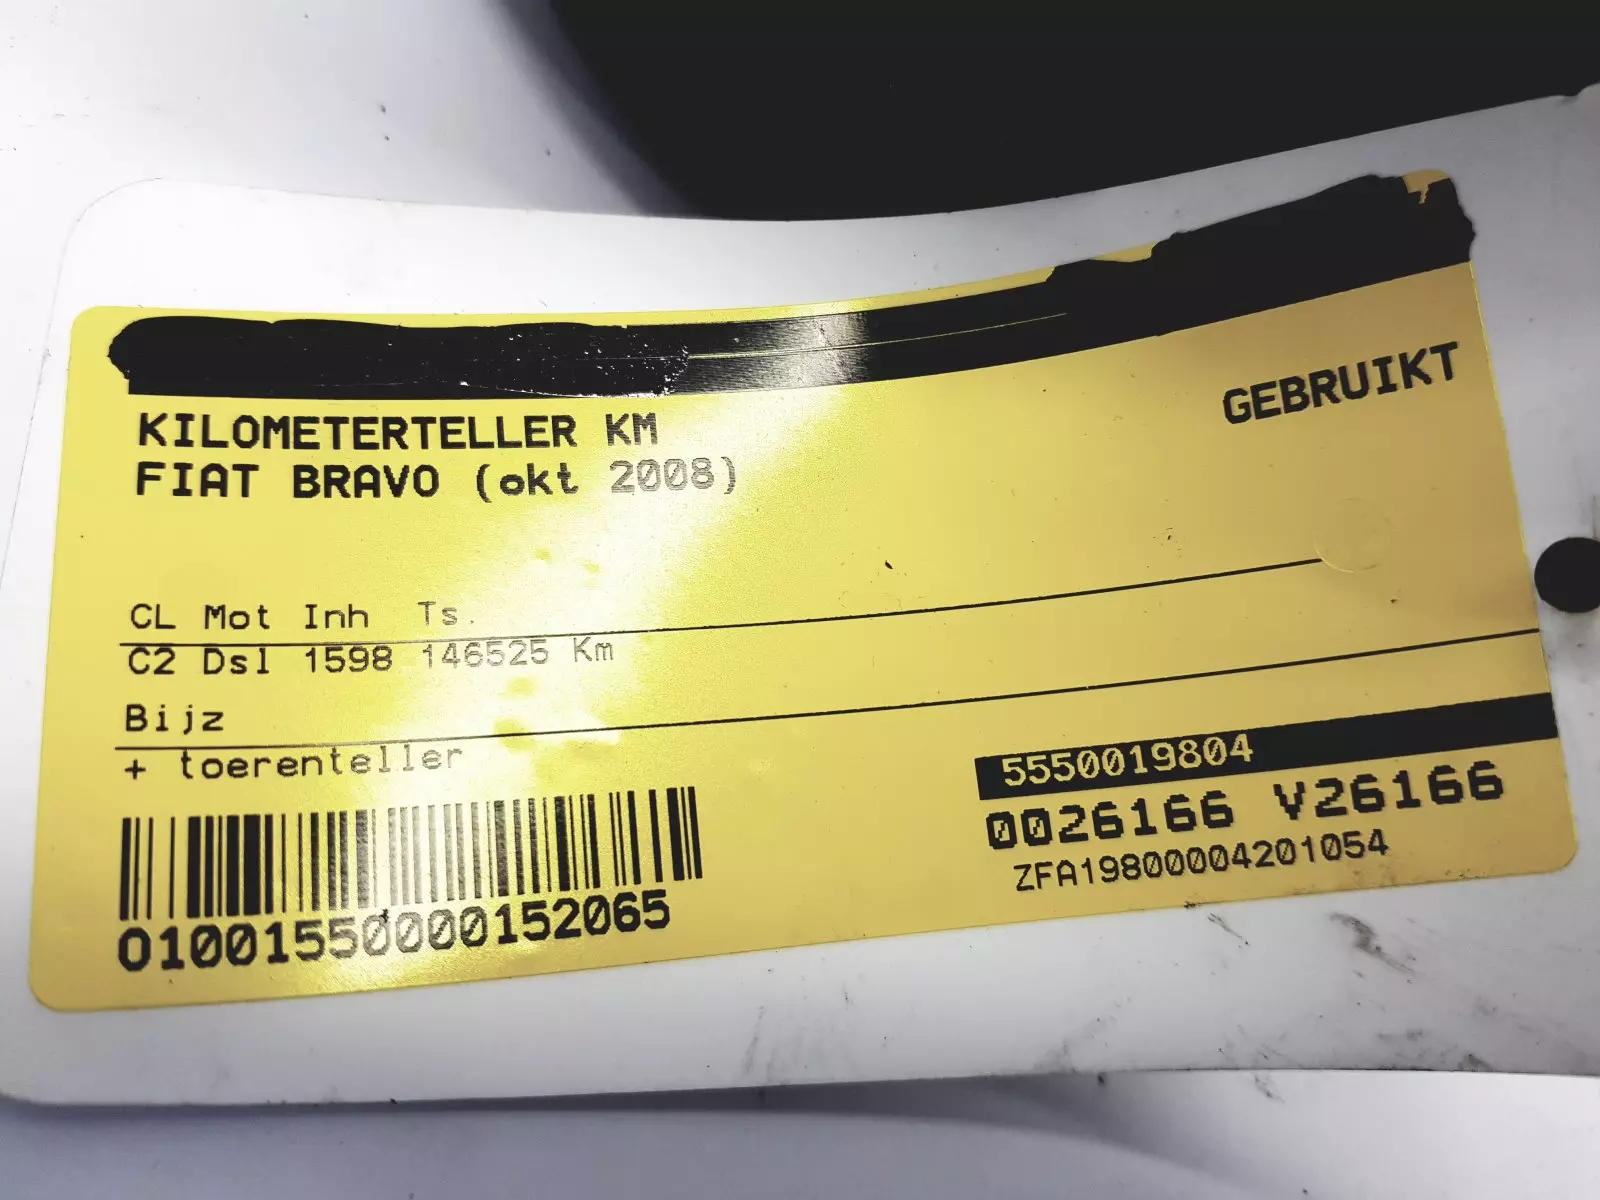 GEBRUIKT
KILOMETERTELLER KM
FIAT BRAVO (okt 2008)
CL Mot Inh Ts.
C2 Dsl 1598 146525 Km
Bijz
+ toerenteller
5550019804
0026166 V26166
ZFA19800004201054
01001550000152065